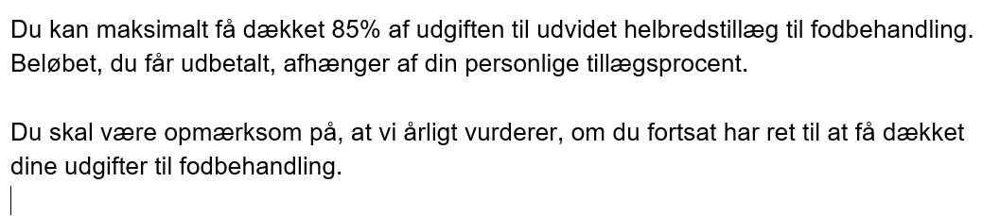 Du kan maksimalt få dækket 85% af udgiften til udvidet helbredstillæg til fodbehandling.
Beløbet, du får udbetalt, afhænger af din personlige tillægsprocent.
Du skal være opmærksom på, at vi årligt vurderer, om du fortsat har ret til at få dækket
dine udgifter til fodbehandling.